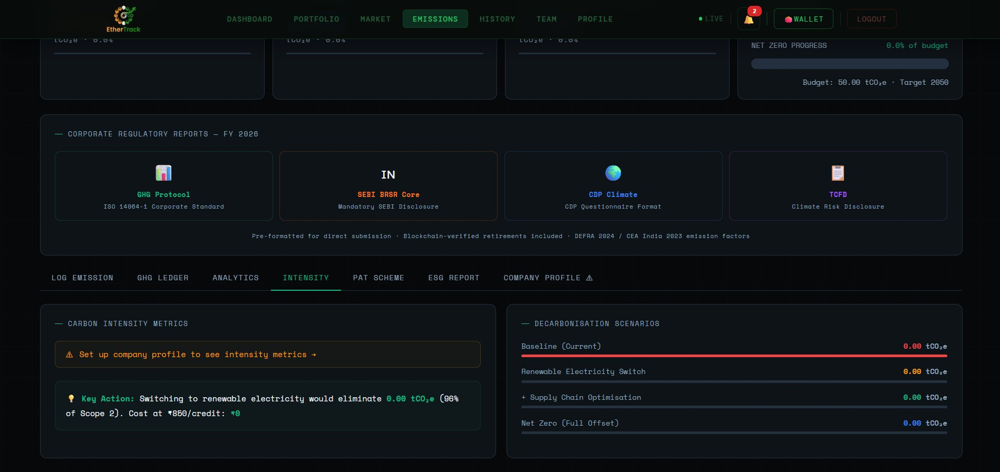 EtherTrack
DASHBOARD PORTFOLIO MARKET EMISSIONS HISTORY TEAM PROFILE
LIVE 2 WALLET LOGOUT
tCO₂e · 0.0%
tCO₂e · 0.0%
tCO₂e · 0.0%
NET ZERO PROGRESS 0.0% of budget
Budget: 50.00 tCO₂e · Target 2050
— CORPORATE REGULATORY REPORTS — FY 2026
GHG Protocol
ISO 14064-1 Corporate Standard
IN
SEBI BRSR Core
Mandatory SEBI Disclosure
CDP Climate
CDP Questionnaire Format
TCFD
Climate Risk Disclosure
Pre-formatted for direct submission · Blockchain-verified retirements included · DEFRA 2024 / CEA India 2023 emission factors
LOG EMISSION GHG LEDGER ANALYTICS INTENSITY PAT SCHEME ESG REPORT COMPANY PROFILE ⚠
— CARBON INTENSITY METRICS
⚠ Set up company profile to see intensity metrics →
💡 Key Action: Switching to renewable electricity would eliminate 0.00 tCO₂e (96%
of Scope 2). Cost at ₹850/credit: ₹0
— DECARBONISATION SCENARIOS
Baseline (Current) 0.00 tCO₂e
Renewable Electricity Switch 0.00 tCO₂e
+ Supply Chain Optimisation 0.00 tCO₂e
Net Zero (Full Offset) 0.00 tCO₂e